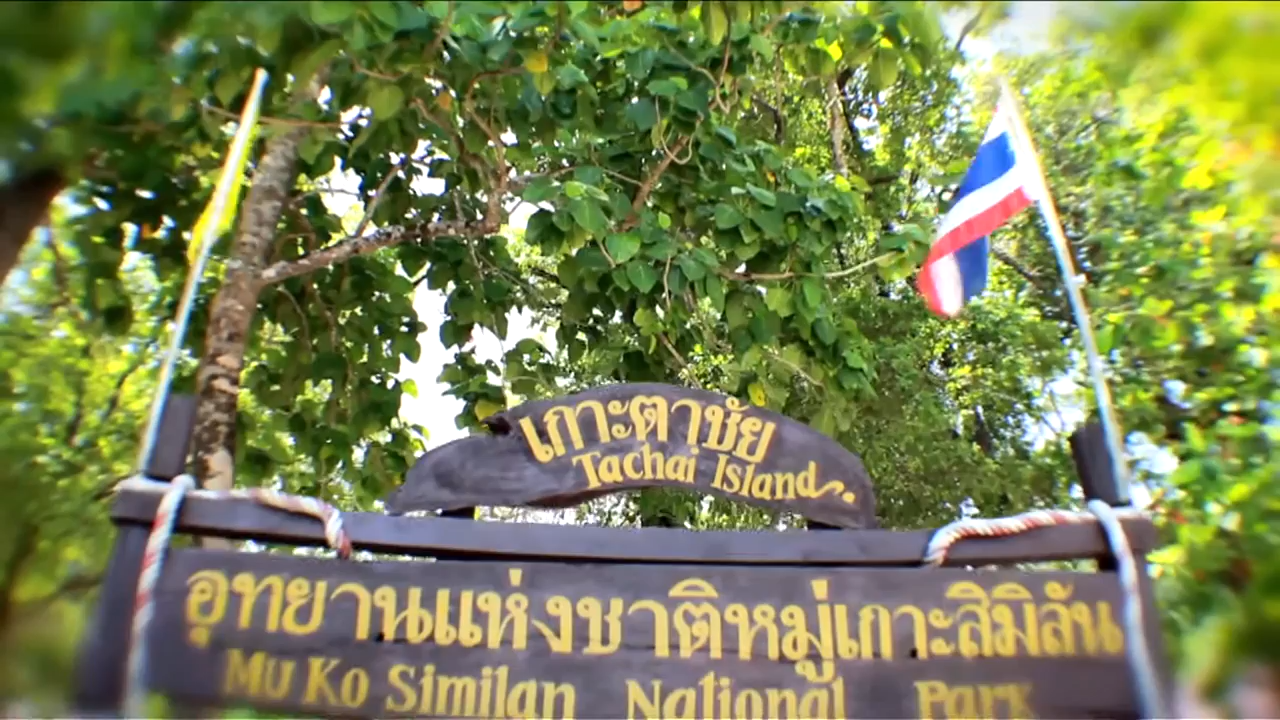 เกาะตาชัย
Tachai Island
อุทยานแห่งชาติหมู่เกาะสิมิลัน
Mu Ko Similan National Park